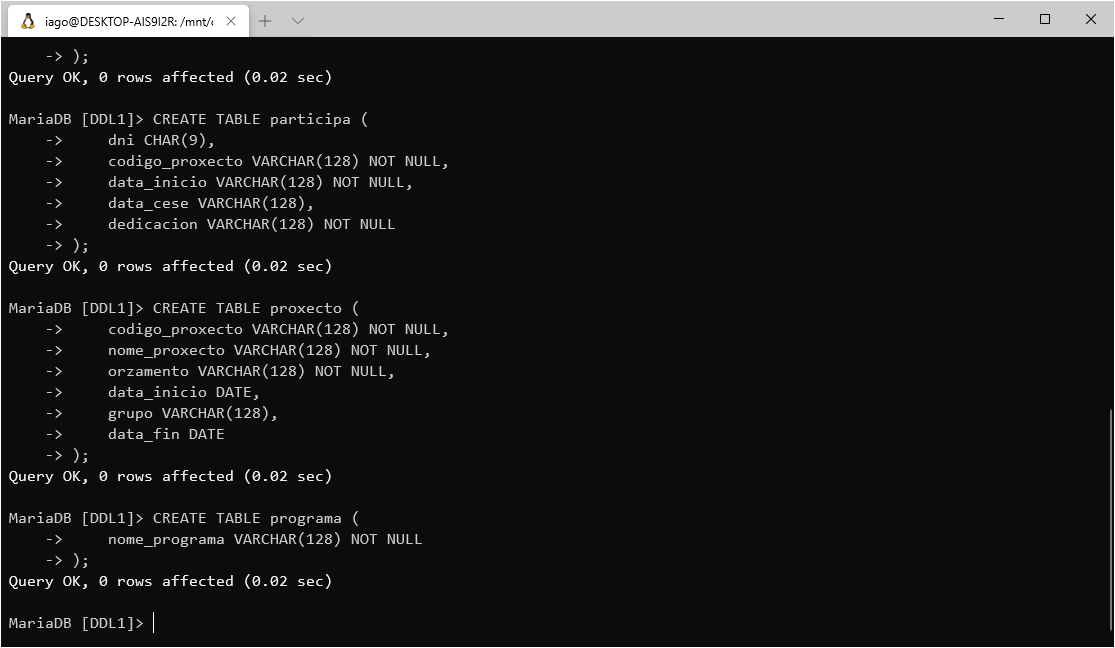 iago@DESKTOP-AIS9I2R: /mnt/
-> );
Query OK, 0 rows affected (0.02 sec)
MariaDB [DDL1]> CREATE TABLE participa (
->     dni CHAR(9),
->     codigo_proxecto VARCHAR(128) NOT NULL,
->     data_inicio VARCHAR(128) NOT NULL,
->     data_cese VARCHAR(128),
->     dedicacion VARCHAR(128) NOT NULL
-> );
Query OK, 0 rows affected (0.02 sec)
MariaDB [DDL1]> CREATE TABLE proxecto (
->     codigo_proxecto VARCHAR(128) NOT NULL,
->     nome_proxecto VARCHAR(128) NOT NULL,
->     orzamento VARCHAR(128) NOT NULL,
->     data_inicio DATE,
->     grupo VARCHAR(128),
->     data_fin DATE
-> );
Query OK, 0 rows affected (0.02 sec)
MariaDB [DDL1]> CREATE TABLE programa (
->     nome_programa VARCHAR(128) NOT NULL
-> );
Query OK, 0 rows affected (0.02 sec)
MariaDB [DDL1]>